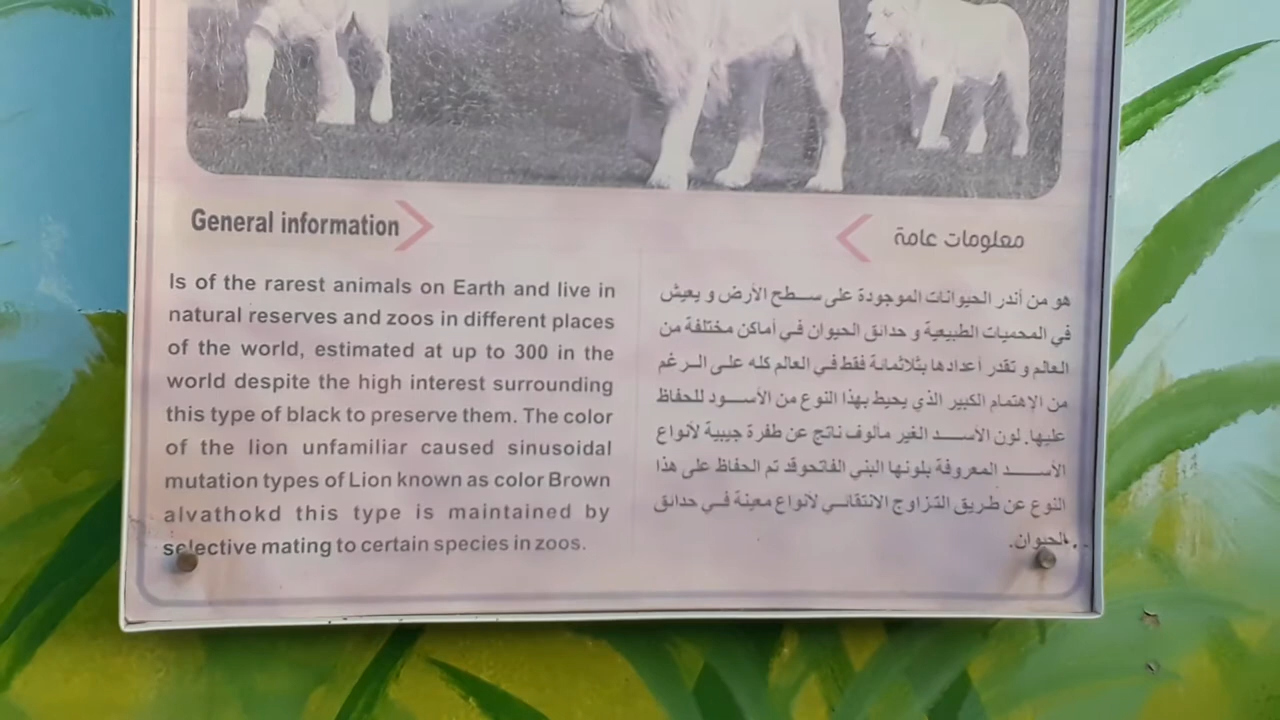 General information
Is of the rarest animals on Earth and live in
natural reserves and zoos in different places
of the world, estimated at up to 300 in the
world despite the high interest surrounding
this type of black to preserve them. The color
of the lion unfamiliar caused sinusoidal
mutation types of Lion known as color Brown
alvathokd this type is maintained by
selective mating to certain species in zoos.
معلومات عامة
هو من أندر الحيوانات الموجودة على سطح الأرض و يعيش
في المحميات الطبيعية و حدائق الحيوان في أماكن مختلفة من
العالم و تقدر أعدادها بثلاثمائة فقط في العالم كله على الرغم
من الاهتمام الكبير الذي يحيط بهذا النوع من الأسود للحفاظ
عليها. لون الأسد الغير مألوف ناتج عن طفرة جيبية لأنواع
الأسد المعروفة بلونها البني الفاتحوقد تم الحفاظ على هذا
النوع عن طريق التزاوج الانتقائي لأنواع معينة في حدائق
الحيوان.